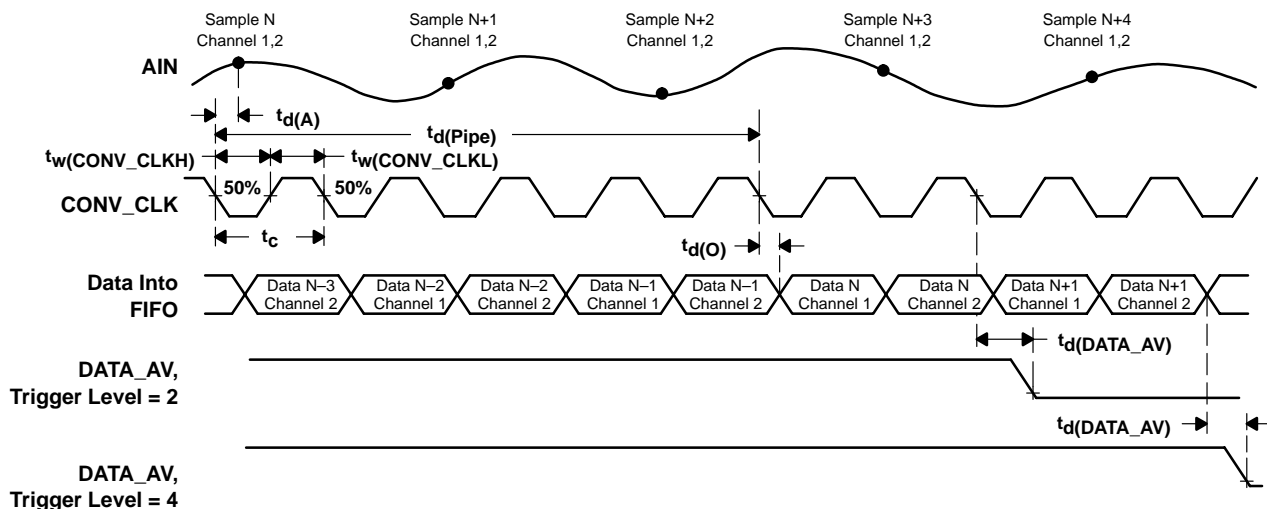 Sample N
Channel 1,2
Sample N+1
Channel 1,2
Sample N+2
Channel 1,2
Sample N+3
Channel 1,2
Sample N+4
Channel 1,2
AIN
td(A)
td(Pipe)
tw(CONV_CLKH)
tw(CONV_CLKL)
50%
50%
CONV_CLK
tc
td(O)
Data Into
FIFO
Data N–3
Channel 2
Data N–2
Channel 1
Data N–2
Channel 2
Data N–1
Channel 1
Data N–1
Channel 2
Data N
Channel 1
Data N
Channel 2
Data N+1
Channel 1
Data N+1
Channel 2
td(DATA_AV)
DATA_AV,
Trigger Level = 2
td(DATA_AV)
DATA_AV,
Trigger Level = 4